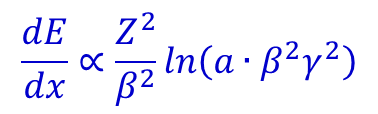 dE/dx ∝ Z²/β² ln(a · β²γ²)